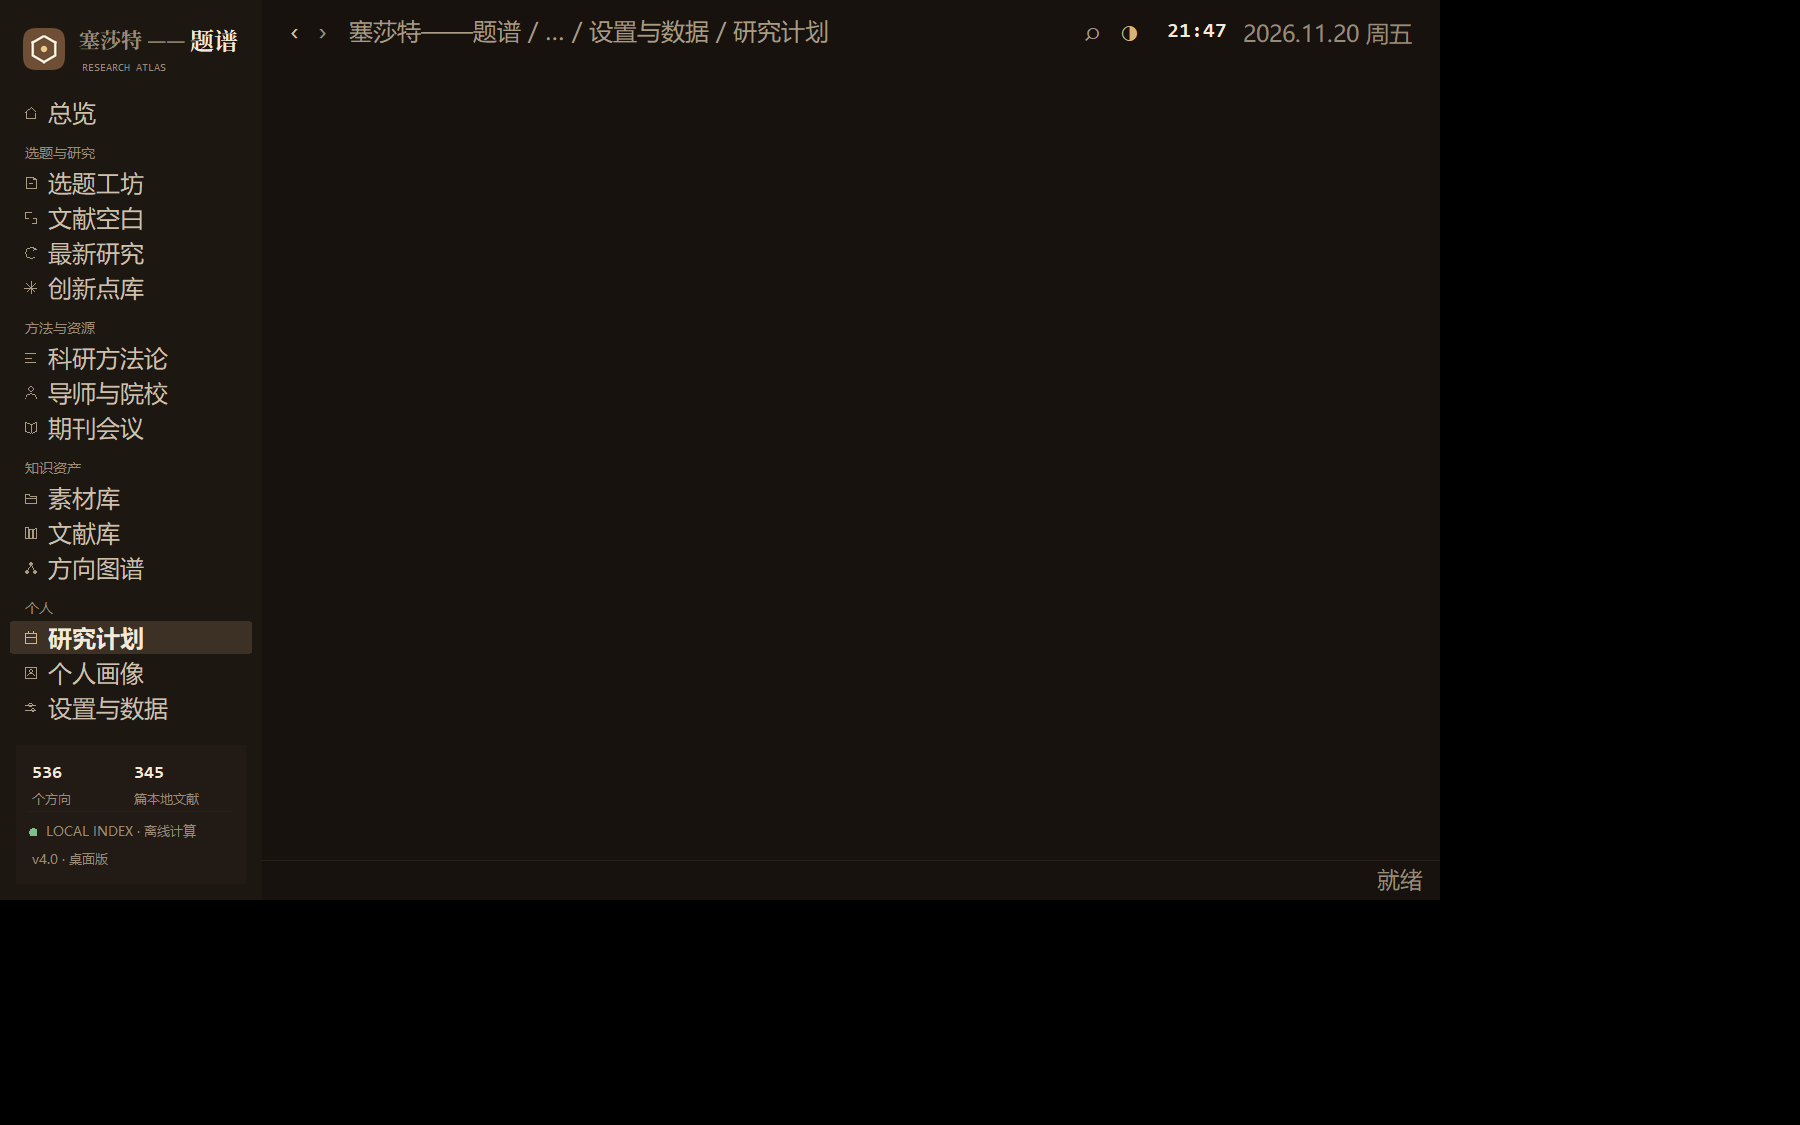 塞莎特 —— 题谱
RESEARCH ATLAS
总览
选题与研究
选题工坊
文献空白
最新研究
创新点库
方法与资源
科研方法论
导师与院校
期刊会议
知识资产
素材库
文献库
方向图谱
个人
研究计划
个人画像
设置与数据
536 345
个方向 篇本地文献
LOCAL INDEX · 离线计算
v4.0 · 桌面版
‹ › 塞莎特——题谱 / ... / 设置与数据 / 研究计划 21:47 2026.11.20 周五
就绪